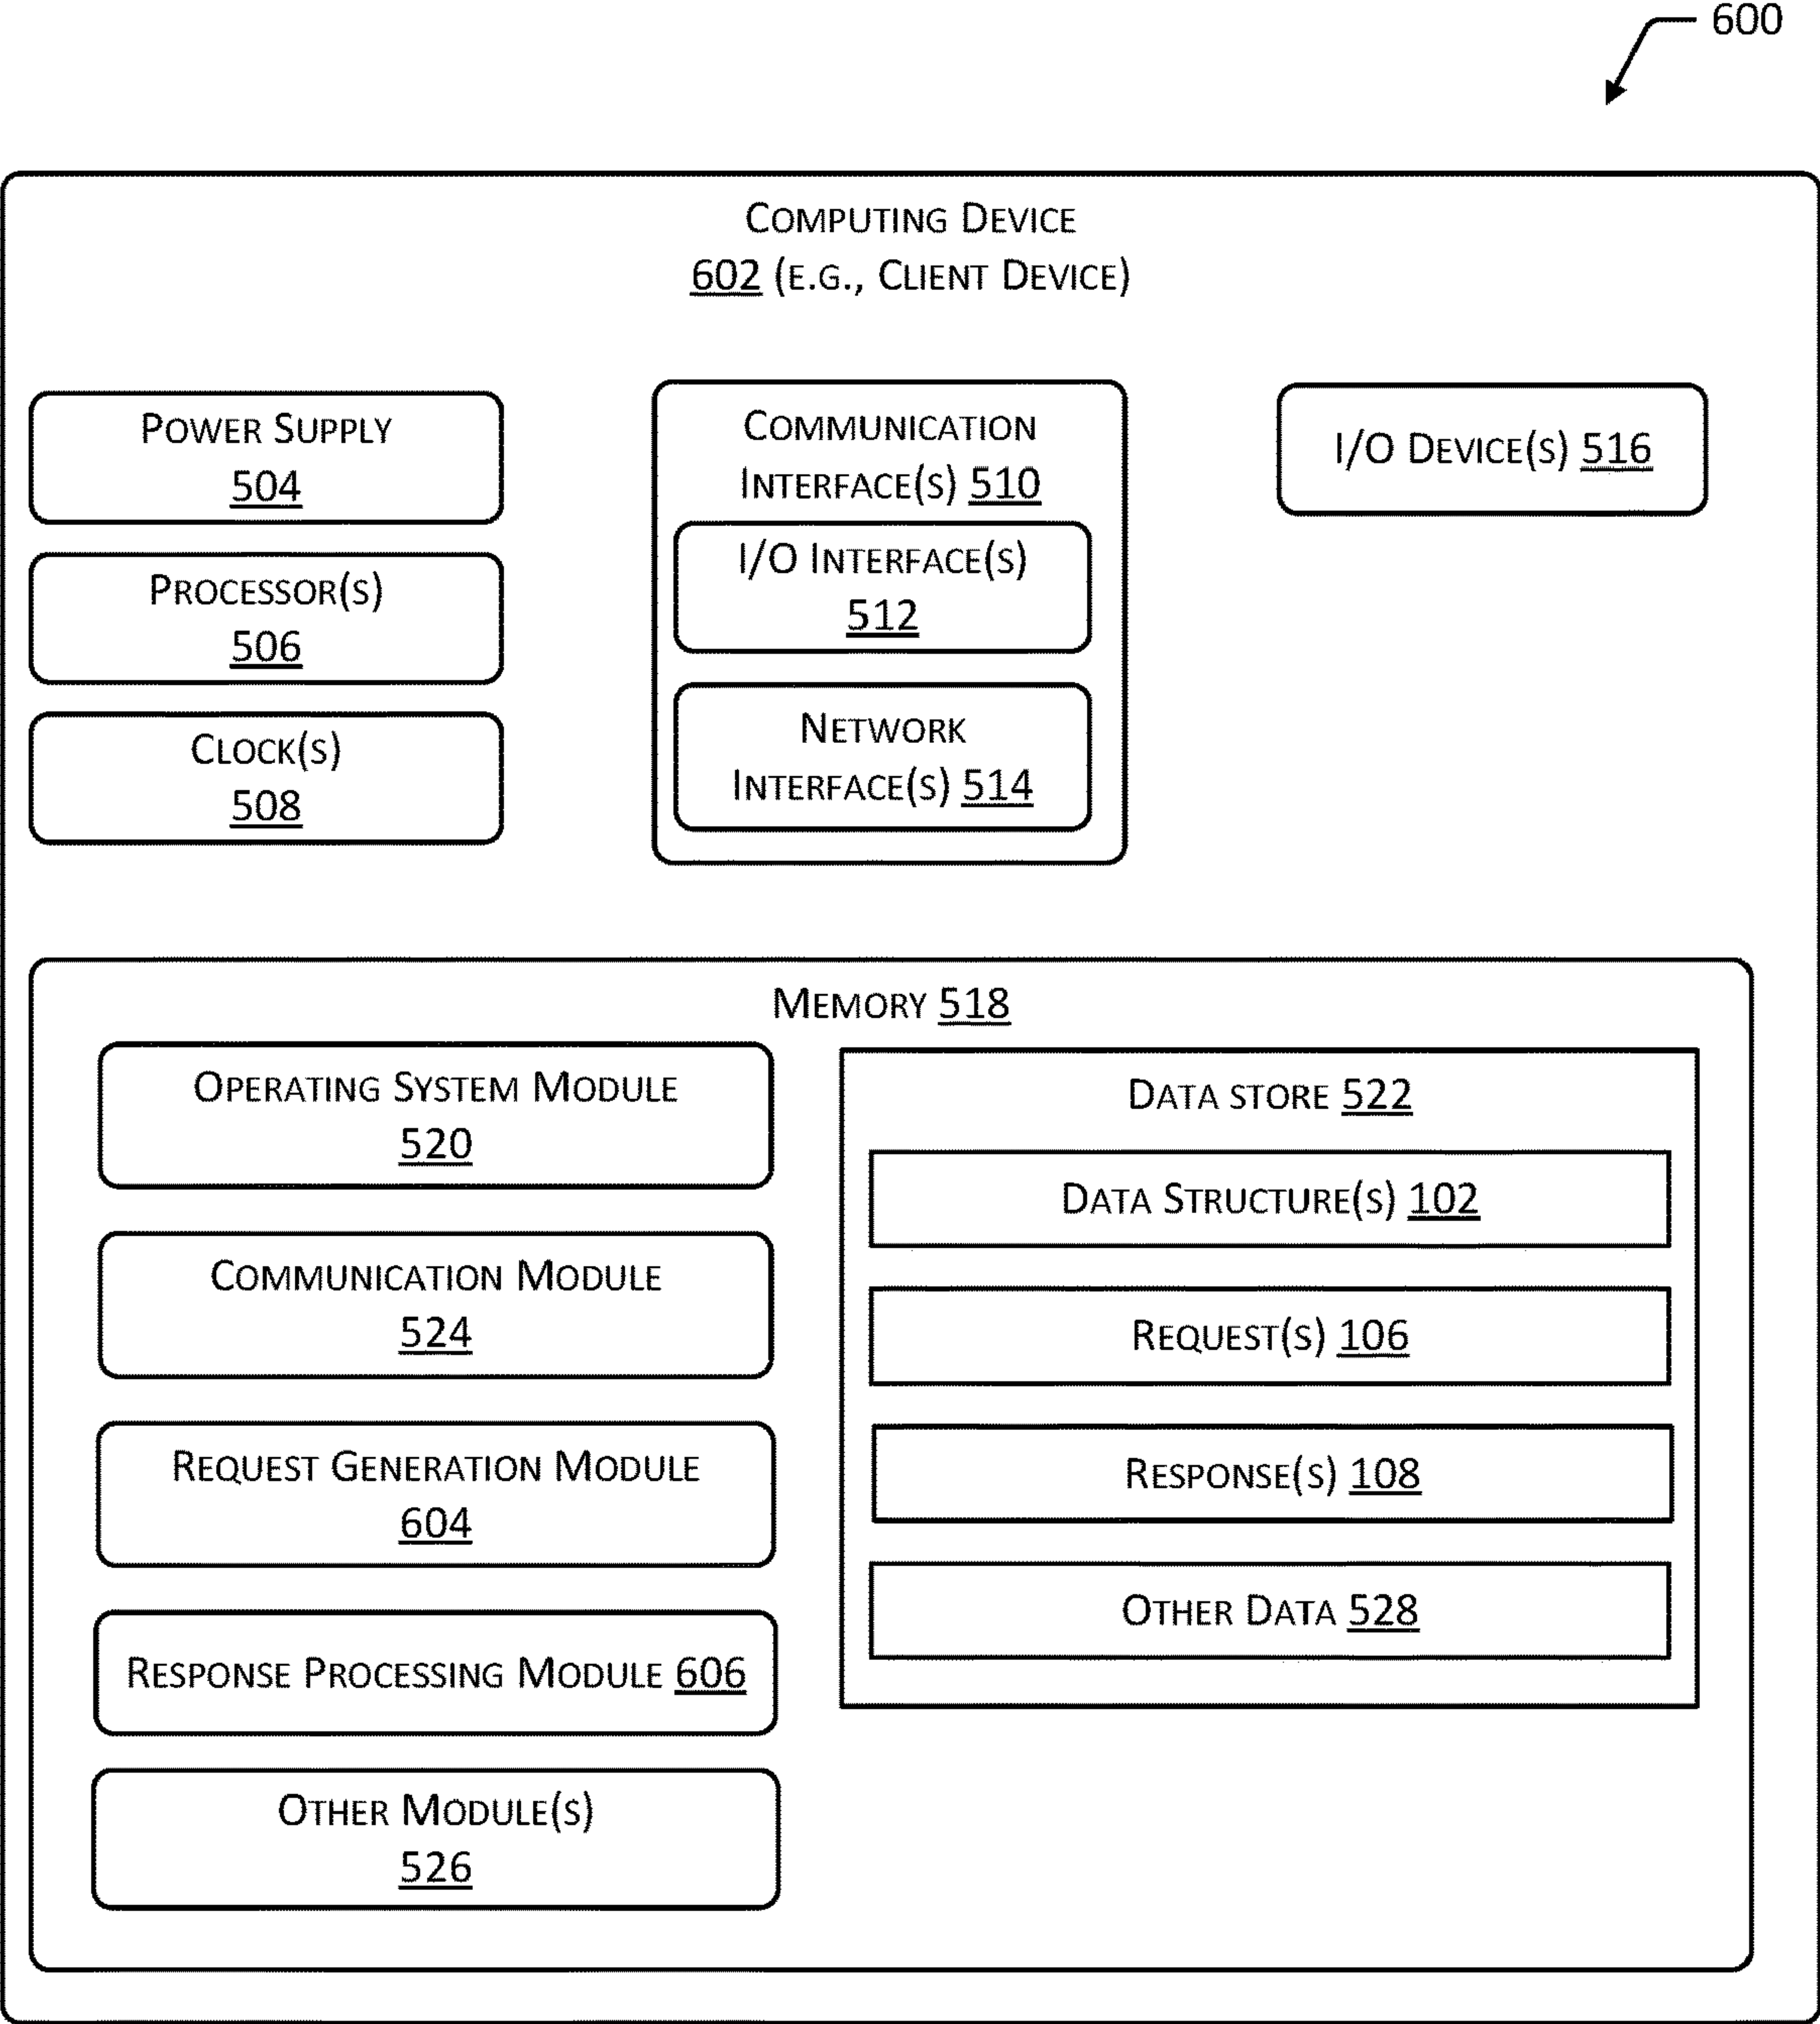 600
Computing Device
602 (e.g., Client Device)
Power Supply
504
Processor(s)
506
Clock(s)
508
Communication
Interface(s) 510
I/O Interface(s)
512
Network
Interface(s) 514
I/O Device(s) 516
Memory 518
Operating System Module
520
Communication Module
524
Request Generation Module
604
Response Processing Module 606
Other Module(s)
526
Data store 522
Data Structure(s) 102
Request(s) 106
Response(s) 108
Other Data 528